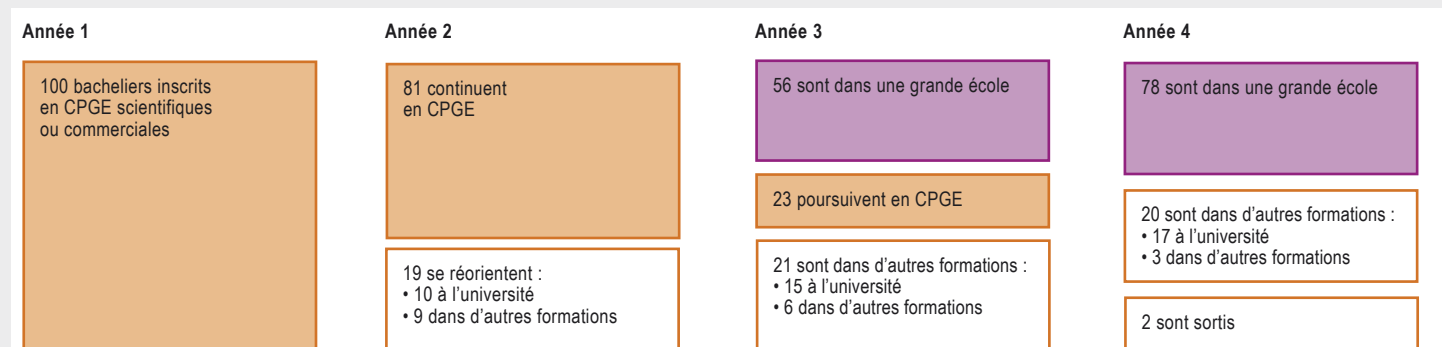 Année 1
100 bacheliers inscrits
en CPGE scientifiques
ou commerciales
Année 2
81 continuent
en CPGE
19 se réorientent :
• 10 à l’université
• 9 dans d’autres formations
Année 3
56 sont dans une grande école
23 poursuivent en CPGE
21 sont dans d’autres formations :
• 15 à l’université
• 6 dans d’autres formations
Année 4
78 sont dans une grande école
20 sont dans d’autres formations :
• 17 à l’université
• 3 dans d’autres formations
2 sont sortis